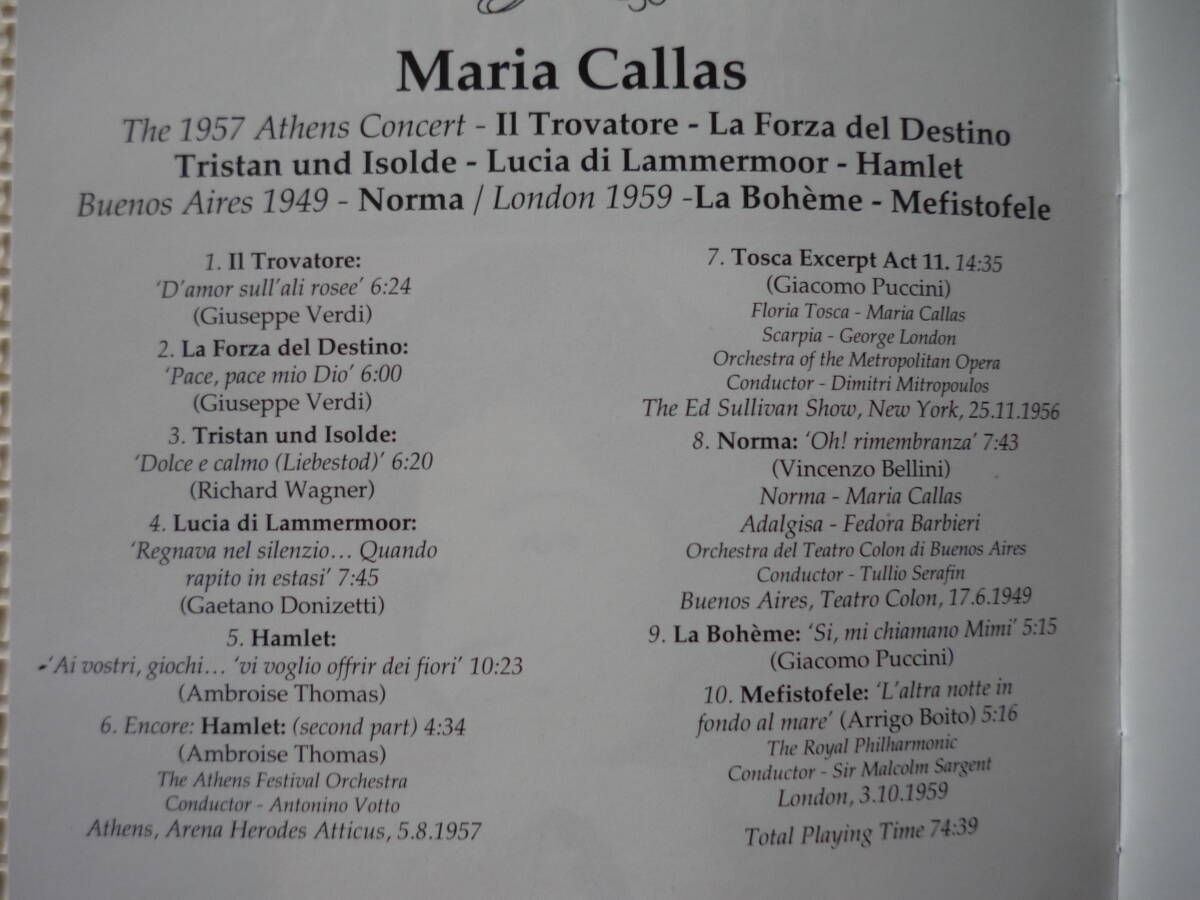 Maria Callas
The 1957 Athens Concert - Il Trovatore - La Forza del Destino
Tristan und Isolde - Lucia di Lammermoor - Hamlet
Buenos Aires 1949 - Norma / London 1959 -La Bohème - Mefistofele
1. Il Trovatore:
‘D’amor sull’ali rosee’ 6:24
(Giuseppe Verdi)
2. La Forza del Destino:
‘Pace, pace mio Dio’ 6:00
(Giuseppe Verdi)
3. Tristan und Isolde:
‘Dolce e calmo (Liebestod)’ 6:20
(Richard Wagner)
4. Lucia di Lammermoor:
‘Regnava nel silenzio... Quando
rapito in estasi’ 7:45
(Gaetano Donizetti)
5. Hamlet:
-‘Ai vostri, giochi... ‘vi voglio offrir dei fiori’ 10:23
(Ambroise Thomas)
6. Encore: Hamlet: (second part) 4:34
(Ambroise Thomas)
The Athens Festival Orchestra
Conductor - Antonino Votto
Athens, Arena Herodes Atticus, 5.8.1957
7. Tosca Excerpt Act 11. 14:35
(Giacomo Puccini)
Floria Tosca - Maria Callas
Scarpia - George London
Orchestra of the Metropolitan Opera
Conductor - Dimitri Mitropoulos
The Ed Sullivan Show, New York, 25.11.1956
8. Norma: ‘Oh! rimembranza’ 7:43
(Vincenzo Bellini)
Norma - Maria Callas
Adalgisa - Fedora Barbieri
Orchestra del Teatro Colon di Buenos Aires
Conductor - Tullio Serafin
Buenos Aires, Teatro Colon, 17.6.1949
9. La Bohème: ‘Si, mi chiamano Mimi’ 5:15
(Giacomo Puccini)
10. Mefistofele: ‘L’altra notte in
fondo al mare’ (Arrigo Boito) 5:16
The Royal Philharmonic
Conductor - Sir Malcolm Sargent
London, 3.10.1959
Total Playing Time 74:39